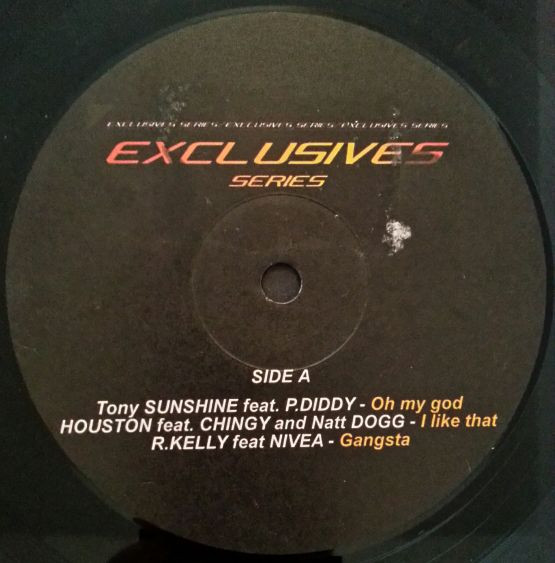 EXCLUSIVES SERIES/EXCLUSIVES SERIES/EXCLUSIVES SERIES
EXCLUSIVES
SERIES
SIDE A
Tony SUNSHINE feat. P.DIDDY - Oh my god
HOUSTON feat. CHINGY and Natt DOGG - I like that
R.KELLY feat NIVEA - Gangsta